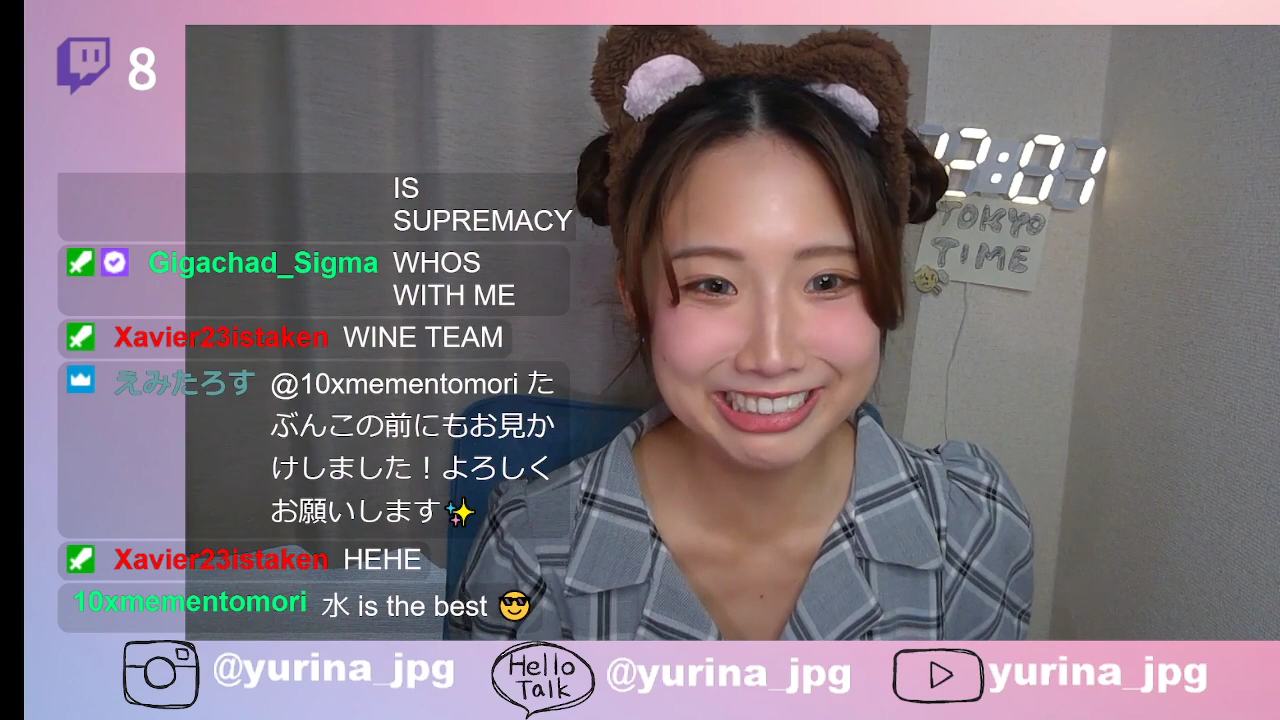 8
12:01
TOKYO
TIME
IS
SUPREMACY
Gigachad_Sigma WHOS
WITH ME
Xavier23istaken WINE TEAM
えみたろす @10xmementomori た
ぶんこの前にもお見か
けしました！よろしく
お願いします✨
Xavier23istaken HEHE
10xmementomori 水 is the best 😎
@yurina_jpg Hello
Talk @yurina_jpg yurina_jpg